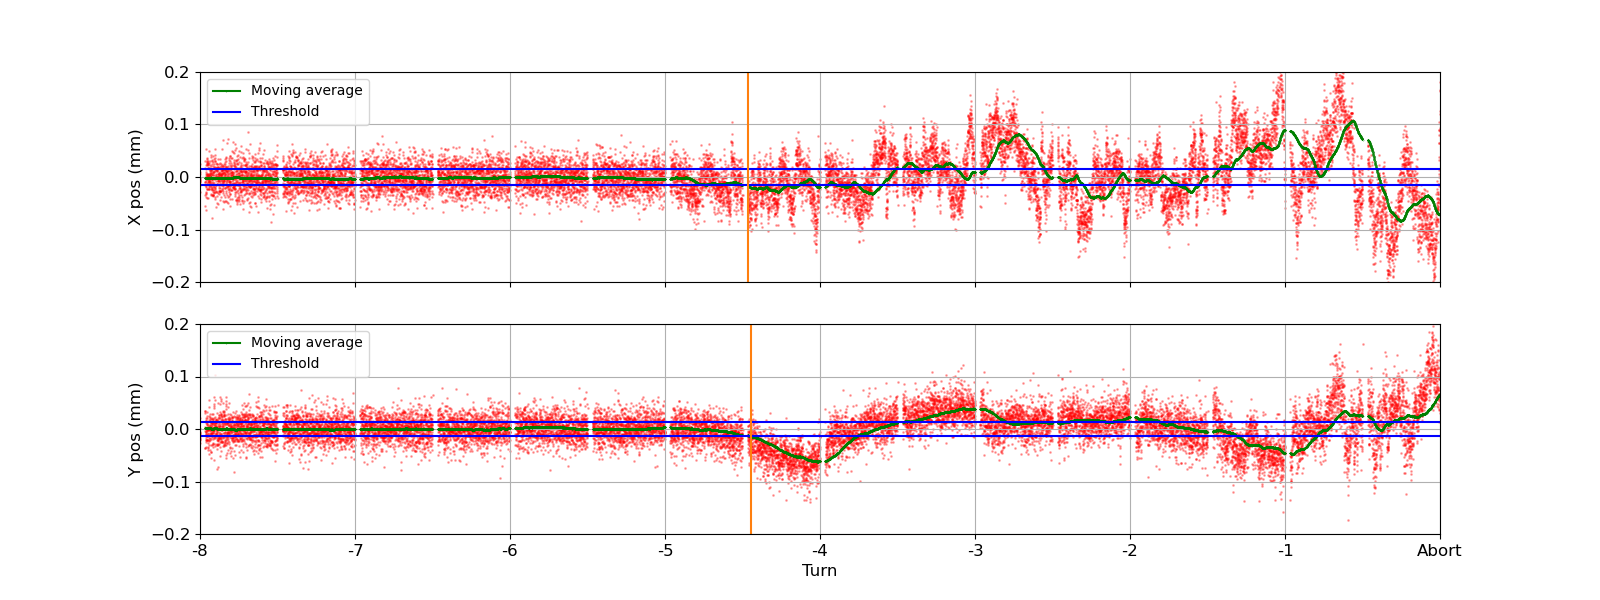 0.2
0.1
0.0
−0.1
−0.2
X pos (mm)
Moving average
Threshold
0.2
0.1
0.0
−0.1
−0.2
Y pos (mm)
Moving average
Threshold
-8 -7 -6 -5 -4 -3 -2 -1 Abort
Turn